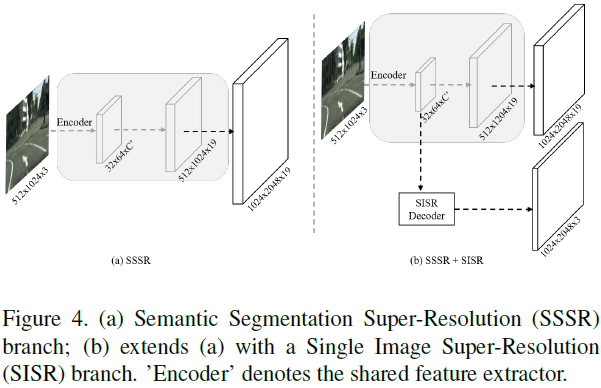 Encoder
512x1024x3
32x64xC'
512x1024x19
1024x2048x19
(a) SSSR
Encoder
512x1024x3
32x64xC'
512x1204x19
1024x2048x19
SISR
Decoder
1024x2048x3
(b) SSSR + SISR
Figure 4. (a) Semantic Segmentation Super-Resolution (SSSR)
branch; (b) extends (a) with a Single Image Super-Resolution
(SISR) branch. ’Encoder’ denotes the shared feature extractor.